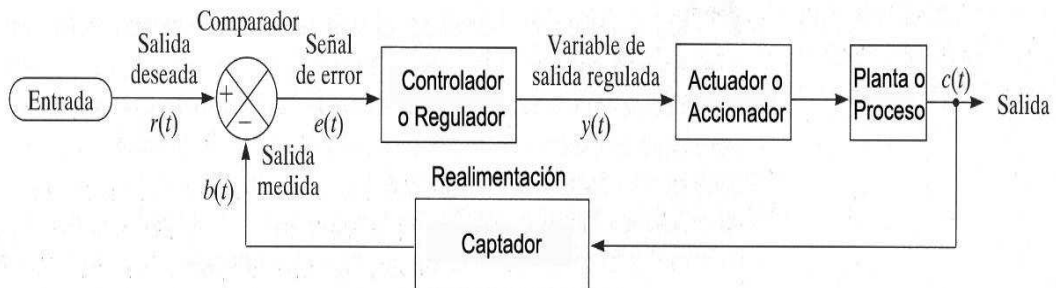 Comparador
Salida
deseada
r(t)
Entrada
+
−
Señal
de error
e(t)
Controlador
o Regulador
Variable de
salida regulada
y(t)
Actuador o
Accionador
Planta o
Proceso
c(t)
Salida
Salida
medida
b(t)
Realimentación
Captador